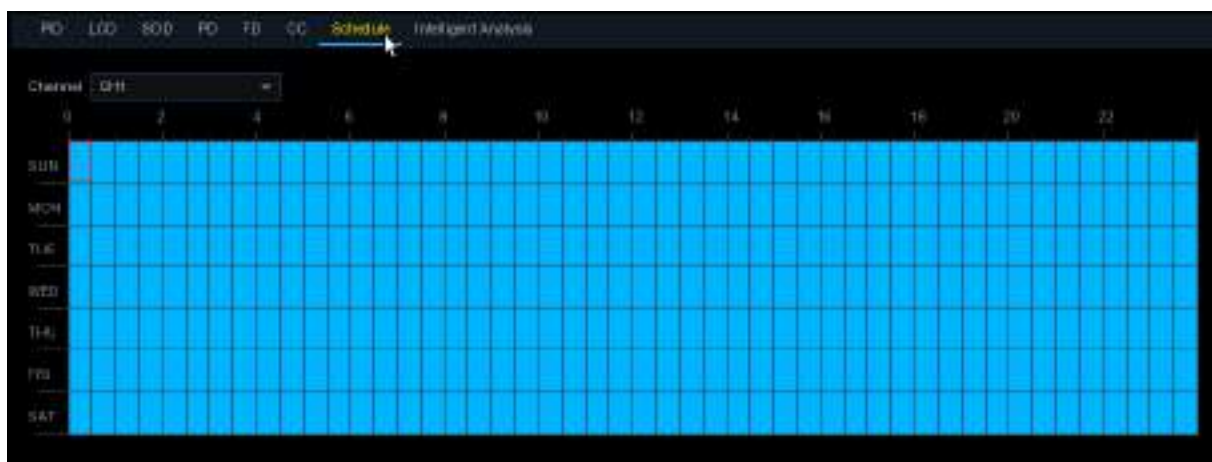 PID LCD SOD PD FD CC Schedule Intelligent Analysis
Channel CH1
0 2 4 6 8 10 12 14 16 18 20 22
SUN
MON
TUE
WED
THU
FRI
SAT